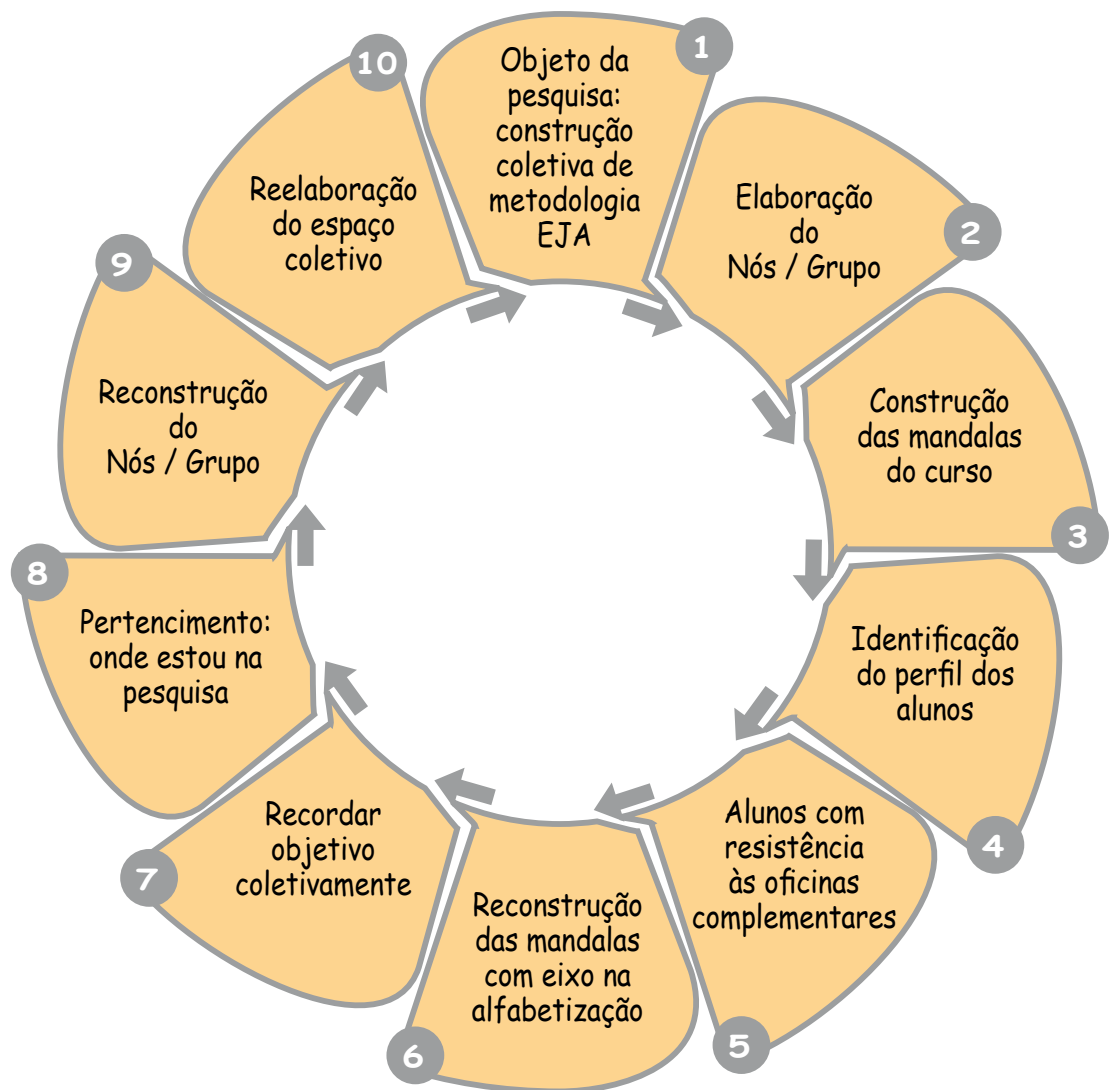 1
Objeto da
pesquisa:
construção
coletiva de
metodologia
EJA
2
Elaboração
do
Nós / Grupo
3
Construção
das mandalas
do curso
4
Identificação
do perfil dos
alunos
5
Alunos com
resistência
às oficinas
complementares
6
Reconstrução
das mandalas
com eixo na
alfabetização
7
Recordar
objetivo
coletivamente
8
Pertencimento:
onde estou na
pesquisa
9
Reconstrução
do
Nós / Grupo
10
Reelaboração
do espaço
coletivo